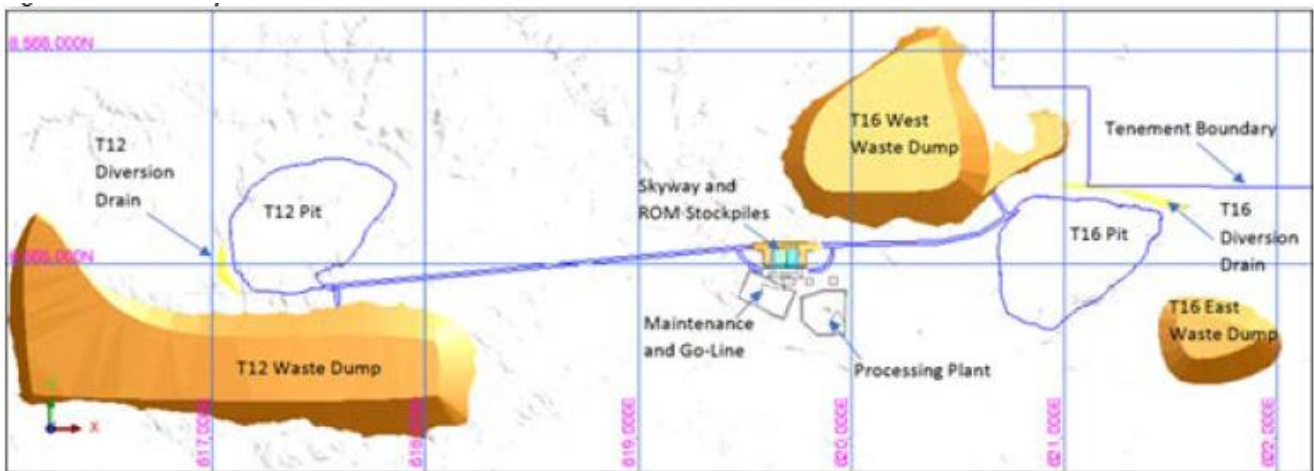 8,566,000N
T12
Diversion
Drain
T12 Pit
T16 West
Waste Dump
Tenement Boundary
Skyway and
ROM Stockpiles
T16 Pit
T16
Diversion
Drain
Maintenance
and Go-Line
T16 East
Waste Dump
T12 Waste Dump
Processing Plant
X
617,000E
618,000E
619,000E
620,000E
621,000E
622,000E